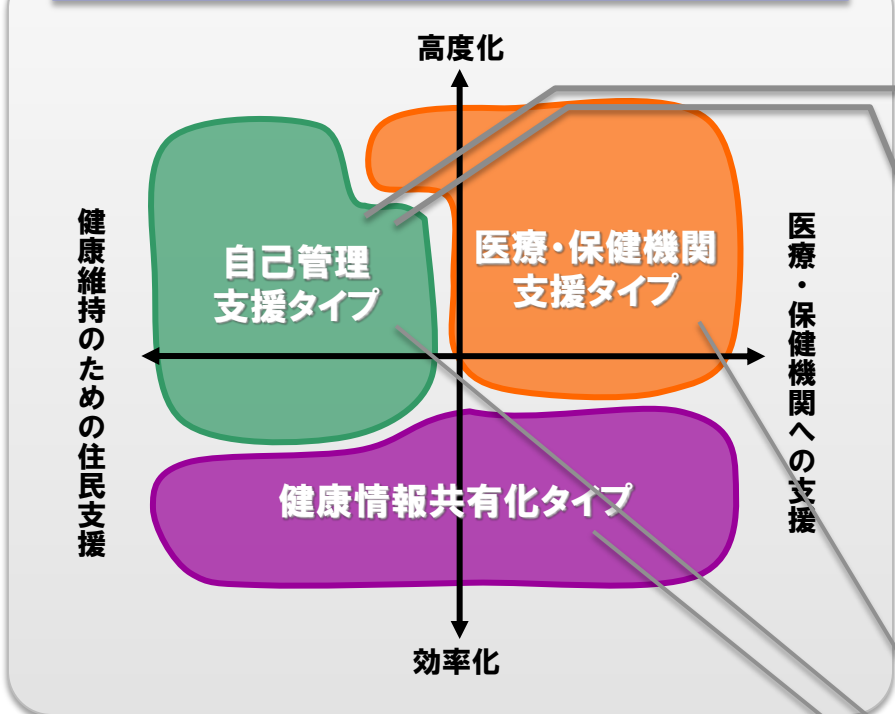 高度化
健康維持のための住民支援
自己管理
支援タイプ
医療・保健機関
支援タイプ
医療・保健機関への支援
健康情報共有化タイプ
効率化